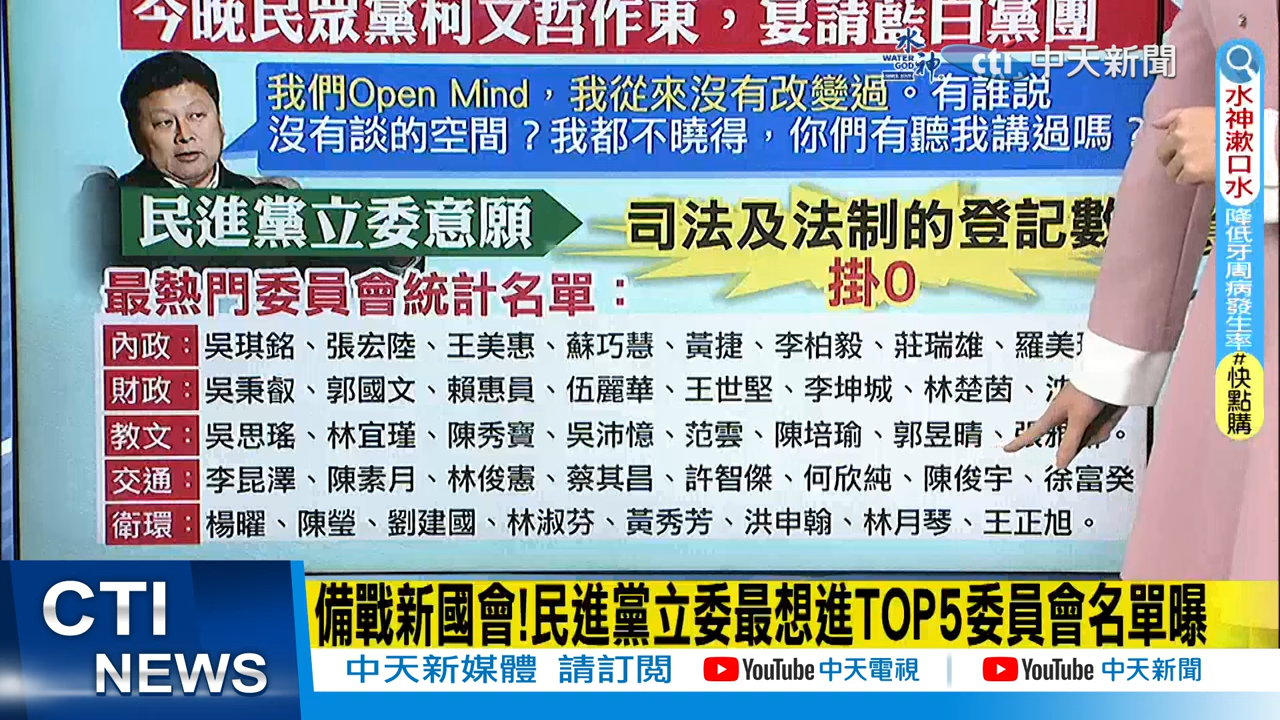 今晚民眾黨柯文哲作東，宴請藍白黨團
水神
WATER GOD
cti 中天新聞
我們Open Mind，我從來沒有改變過。有誰說
沒有談的空間？我都不曉得，你們有聽我講過嗎？
民進黨立委意願
司法及法制的登記數
掛0
最熱門委員會統計名單：
內政：吳琪銘、張宏陸、王美惠、蘇巧慧、黃捷、李柏毅、莊瑞雄、羅美
財政：吳秉叡、郭國文、賴惠員、伍麗華、王世堅、李坤城、林楚茵、
教文：吳思瑤、林宜瑾、陳秀寶、吳沛憶、范雲、陳培瑜、郭昱晴、張雅
交通：李昆澤、陳素月、林俊憲、蔡其昌、許智傑、何欣純、陳俊宇、徐富癸
衛環：楊曜、陳瑩、劉建國、林淑芬、黃秀芳、洪申翰、林月琴、王正旭。
水神漱口水
降低牙周病發生率
#快點購
CTI
NEWS
備戰新國會!民進黨立委最想進TOP5委員會名單曝
中天新媒體 請訂閱 YouTube 中天電視 YouTube 中天新聞